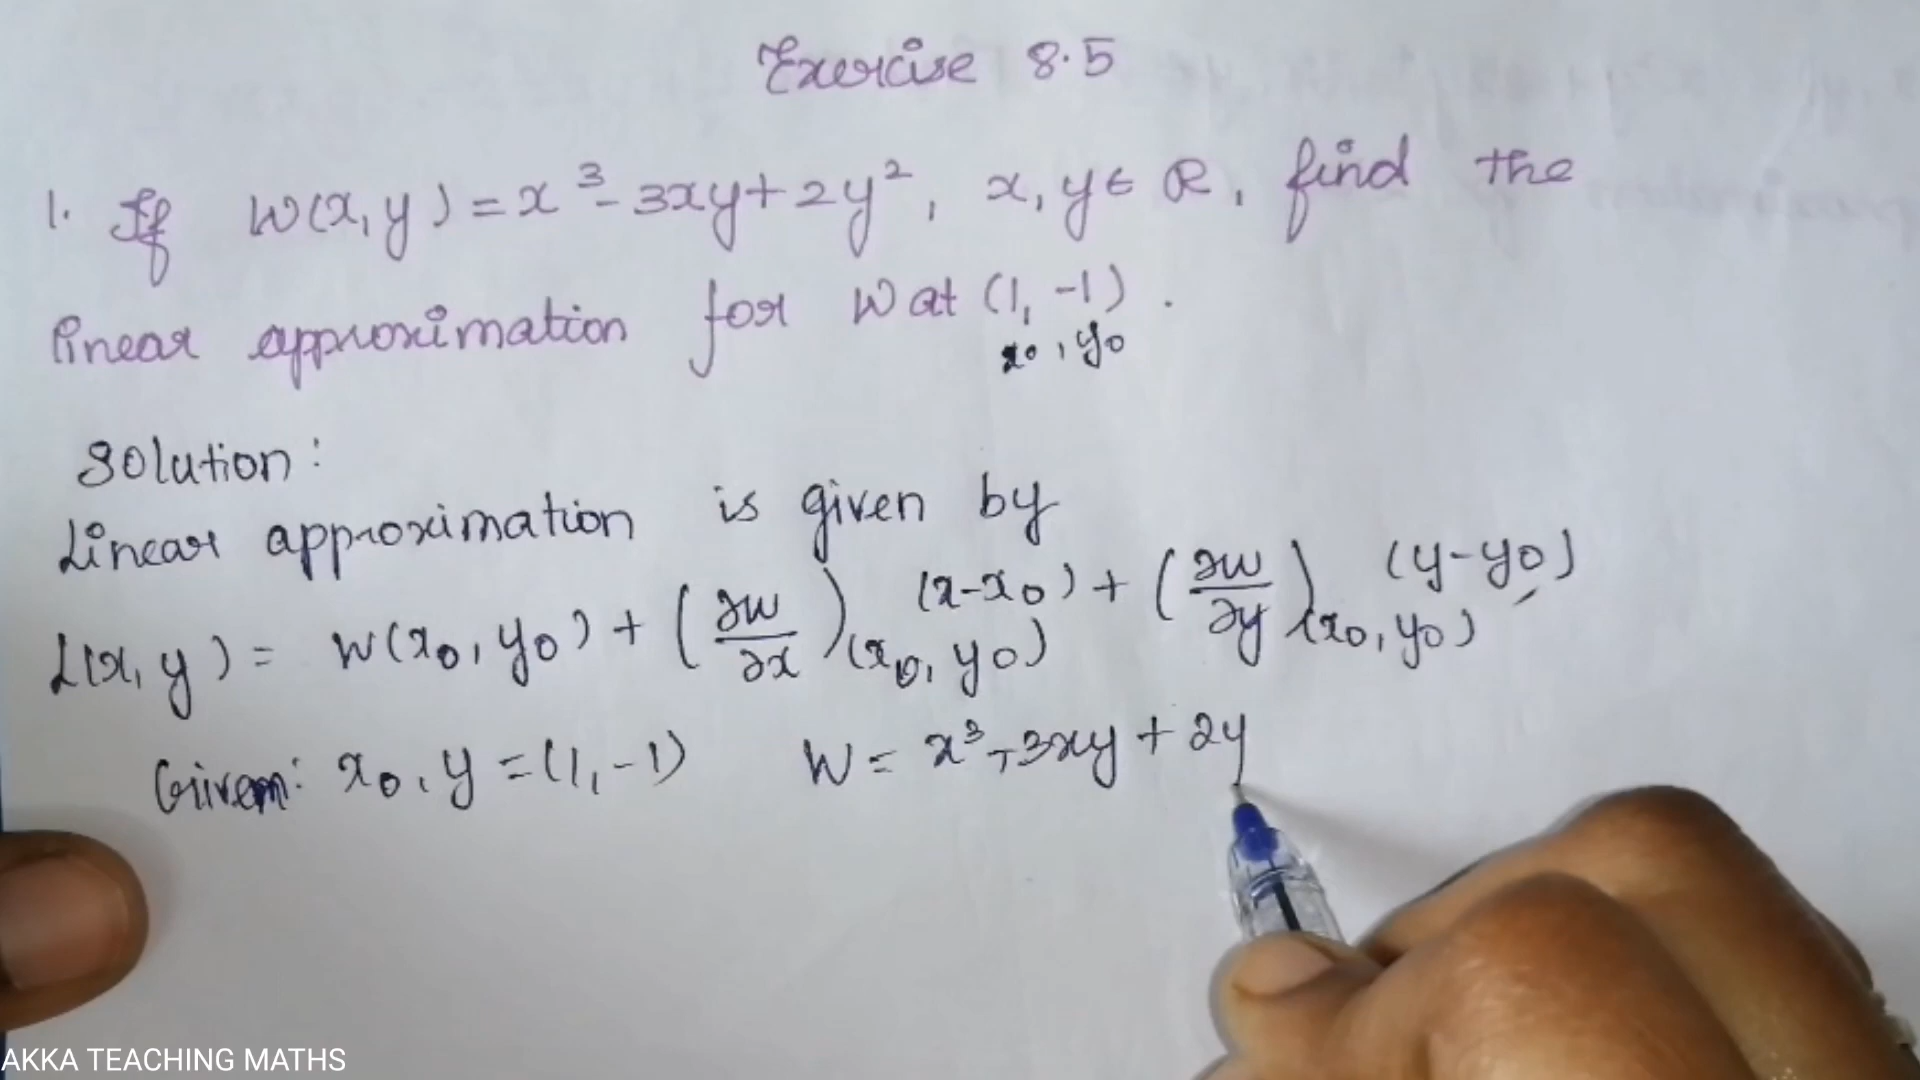 Exercise 8.5
1. If W(x, y) = x³ - 3xy + 2y², x, y ∈ R, find the
linear approximation for W at (1, -1).
x₀, y₀
Solution:
Linear approximation is given by
L(x, y) = W(x₀, y₀) + (∂w/∂x)(x₀, y₀) (x-x₀) + (∂w/∂y)(x₀, y₀) (y-y₀)
Given: x₀, y = (1, -1) W = x³ - 3xy + 2y
AKKA TEACHING MATHS